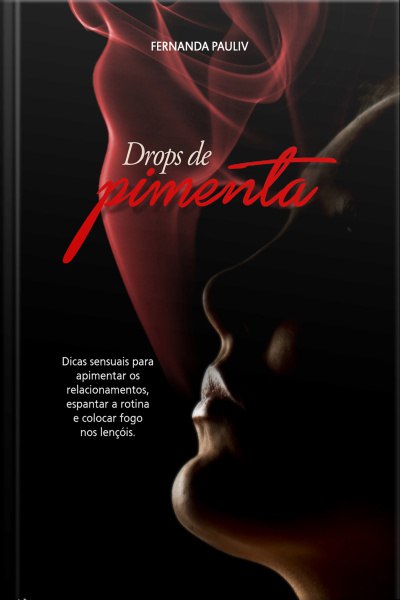 FERNANDA PAULIV
Drops de
pimenta
Dicas sensuais para
apimentar os
relacionamentos,
espantar a rotina
e colocar fogo
nos lençóis.